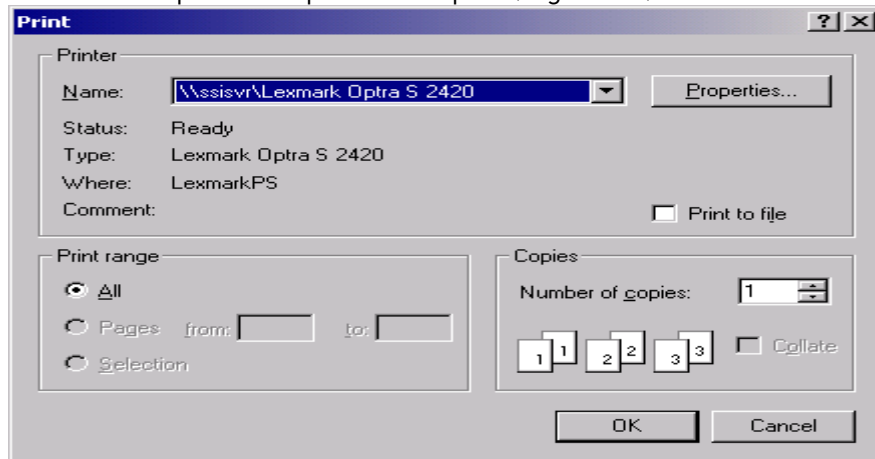 Print
Printer
Name: \\ssisvr\Lexmark Optra S 2420 Properties...
Status: Ready
Type: Lexmark Optra S 2420
Where: LexmarkPS
Comment:
Print to file
Print range
All
Pages from: to:
Selection
Copies
Number of copies: 1
1 1 2 2 3 3
Collate
OK Cancel